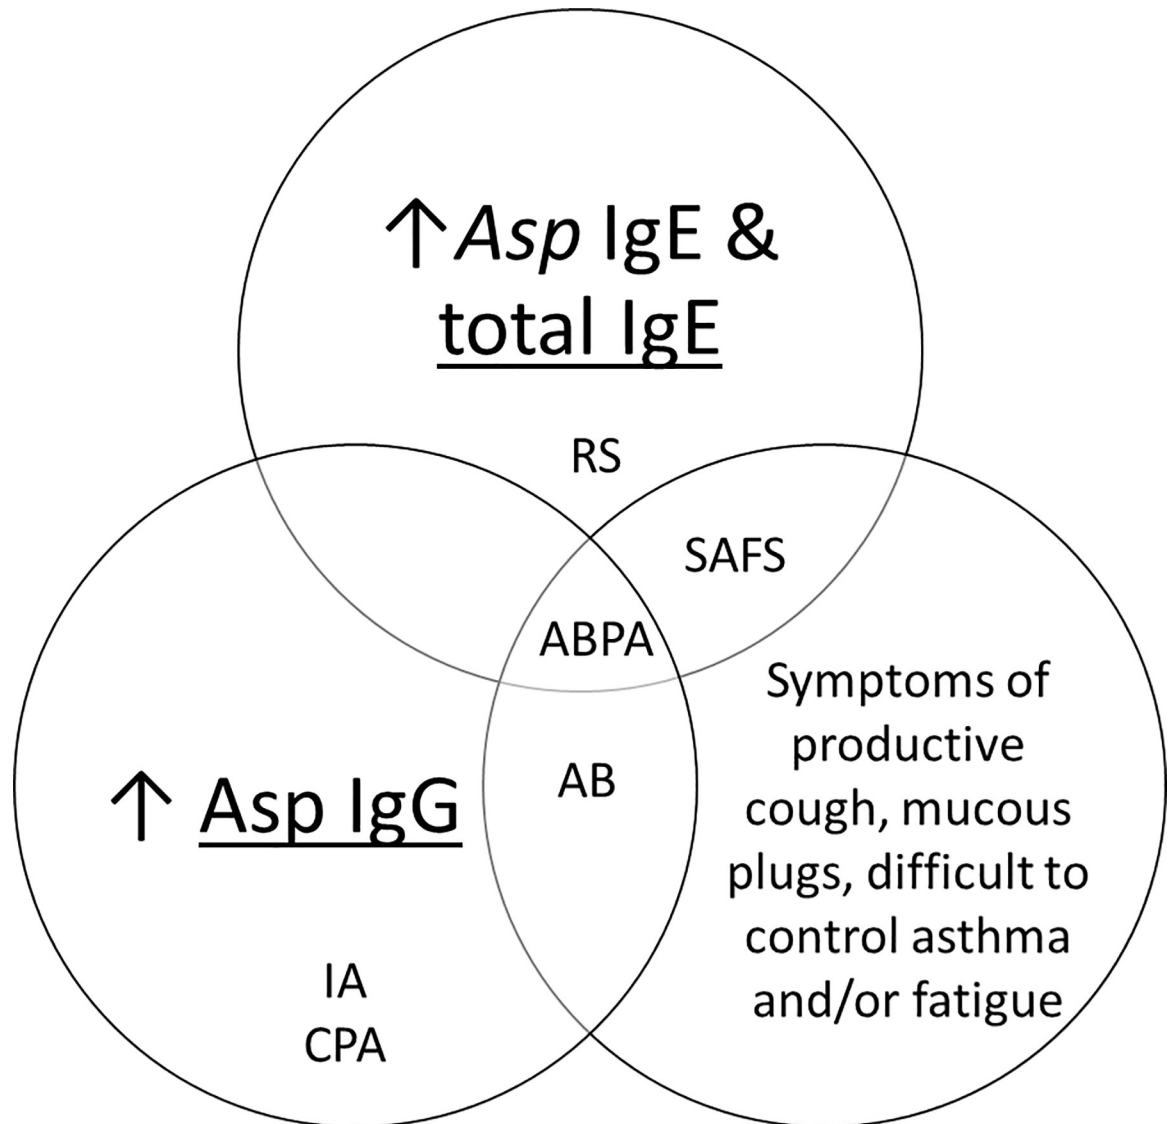 ↑Asp IgE &
total IgE
RS
SAFS
ABPA
Symptoms of
productive
cough, mucous
plugs, difficult to
control asthma
and/or fatigue
AB
↑ Asp IgG
IA
CPA